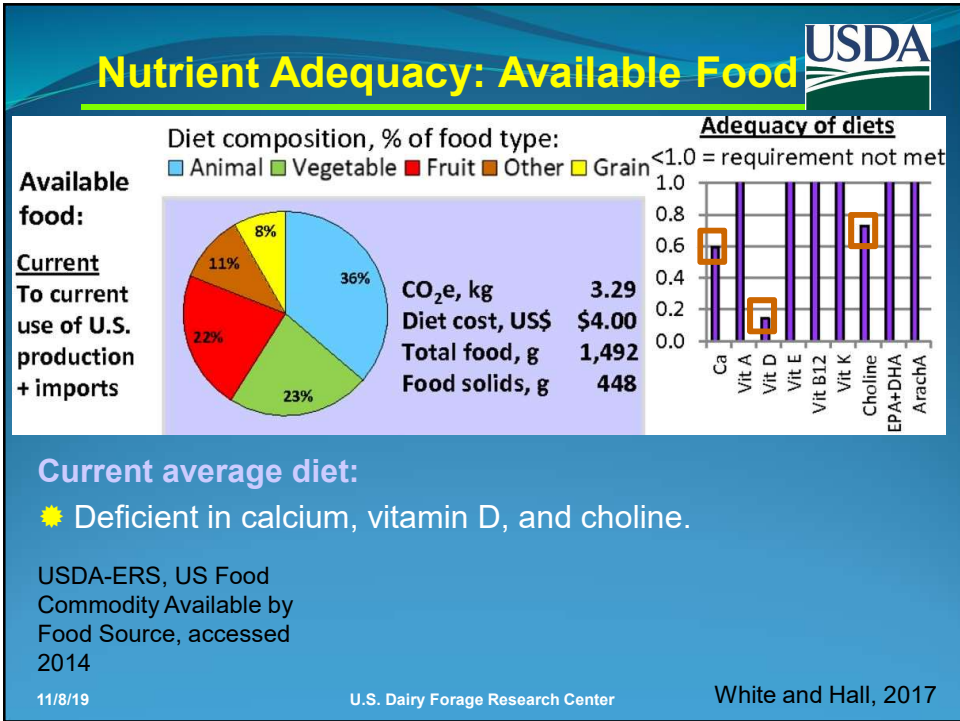 Nutrient Adequacy: Available Food
USDA
Available
food:
Current
To current
use of U.S.
production
+ imports
Diet composition, % of food type:
Animal Vegetable Fruit Other Grain
8%
11%
36%
22%
23%
CO₂e, kg 3.29
Diet cost, US$ $4.00
Total food, g 1,492
Food solids, g 448
Adequacy of diets
<1.0 = requirement not met
1.0
0.8
0.6
0.4
0.2
0.0
Ca
Vit A
Vit D
Vit E
Vit B12
Vit K
Choline
EPA+DHA
ArachA
Current average diet:
Deficient in calcium, vitamin D, and choline.
USDA-ERS, US Food
Commodity Available by
Food Source, accessed
2014
11/8/19
U.S. Dairy Forage Research Center
White and Hall, 2017